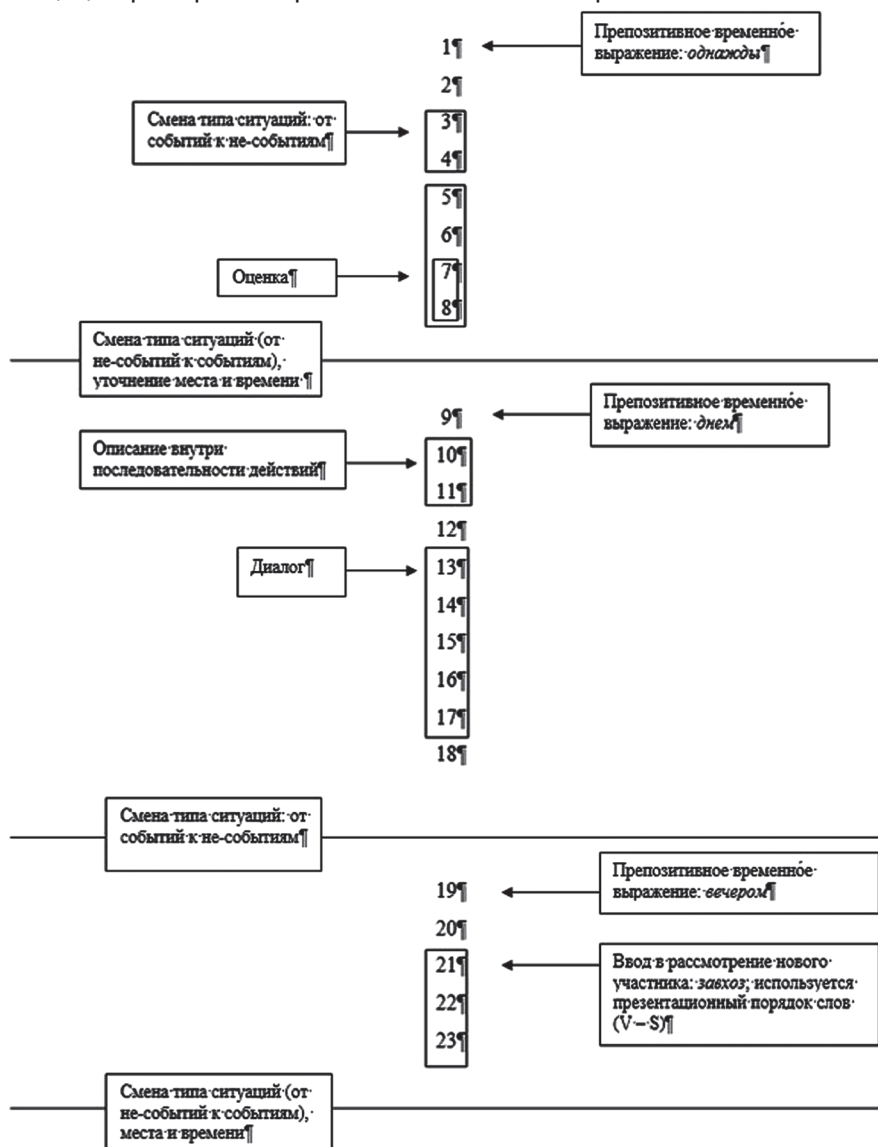 1¶
Препозитивное·временно́е·
выражение:·однажды¶
2¶
Смена·типа·ситуаций:·от·
событий·к·не-событиям¶
3¶
4¶
5¶
6¶
Оценка¶
7¶
8¶
Смена·типа·ситуаций·(от·
не-событий·к·событиям),·
уточнение·места·и·времени·¶
9¶
Препозитивное·временно́е·
выражение:·днем¶
Описание·внутри·
последовательности·действий¶
10¶
11¶
12¶
Диалог¶
13¶
14¶
15¶
16¶
17¶
18¶
Смена·типа·ситуаций:·от·
событий·к·не-событиям¶
19¶
Препозитивное·временно́е·
выражение:·вечером¶
20¶
21¶
22¶
23¶
Ввод·в·рассмотрение·нового·
участника:·завхоз;·используется·
презентационный·порядок·слов·
(V·–·S)¶
Смена·типа·ситуаций·(от·
не-событий·к·событиям),·
места·и·времени¶